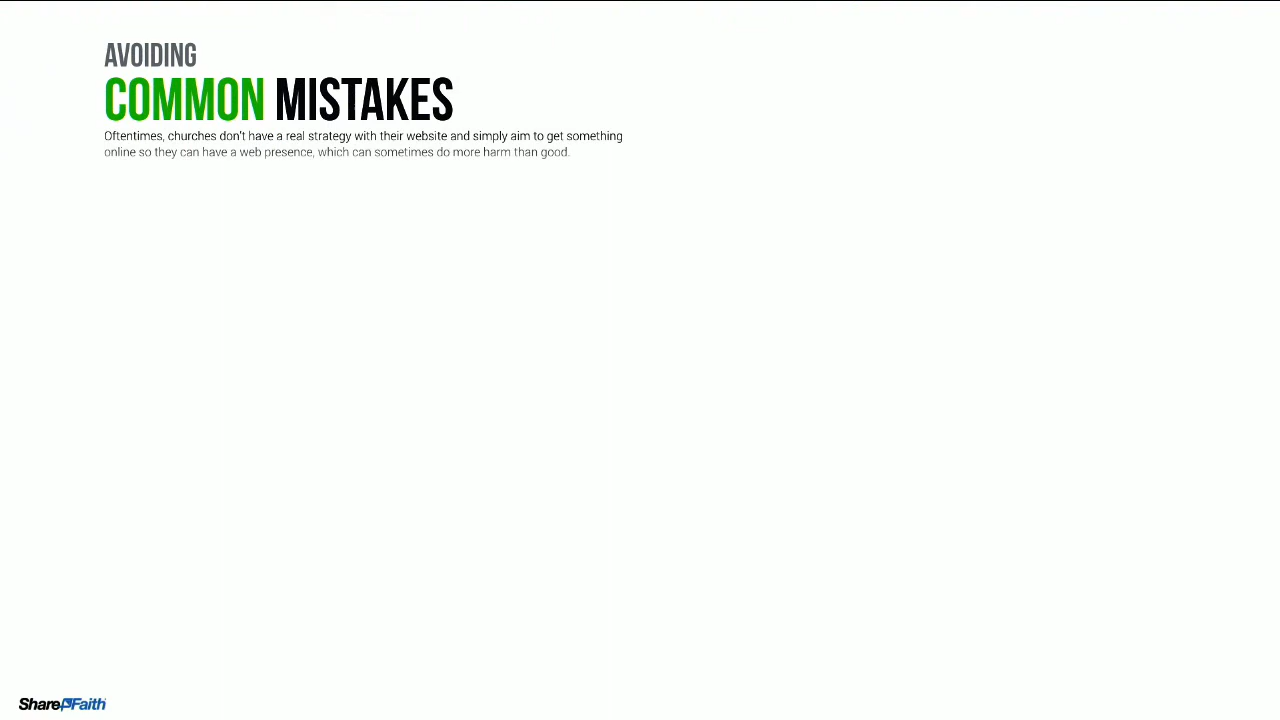 AVOIDING
COMMON MISTAKES
Oftentimes, churches don't have a real strategy with their website and simply aim to get something
online so they can have a web presence, which can sometimes do more harm than good.
ShareFaith